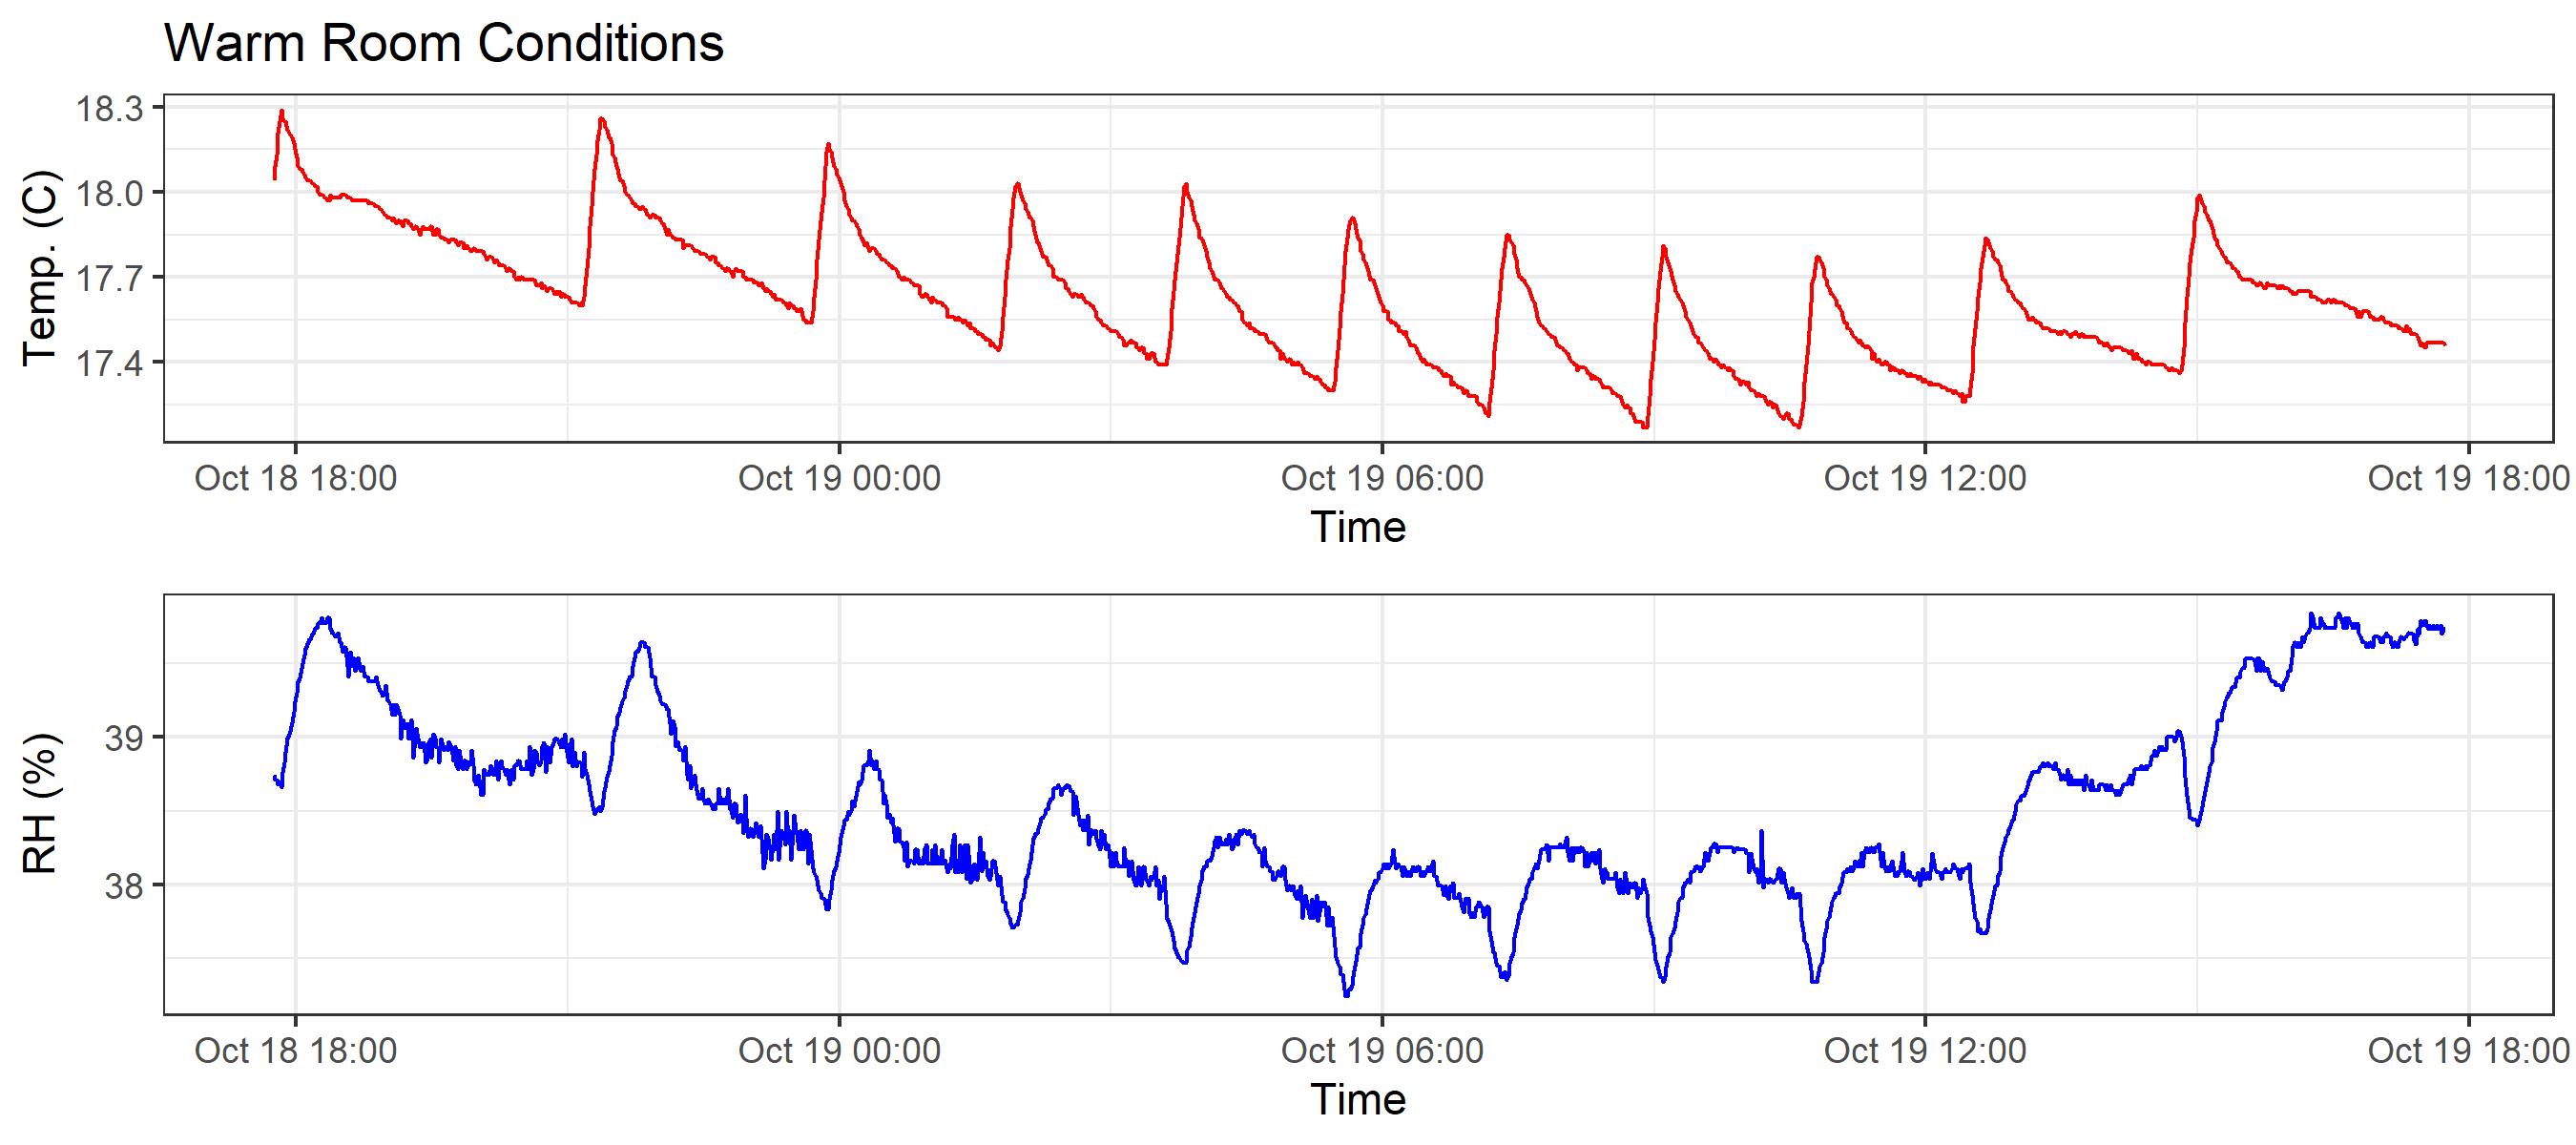 Warm Room Conditions
18.3
18.0
17.7
17.4
Temp. (C)
Oct 18 18:00 Oct 19 00:00 Oct 19 06:00 Oct 19 12:00 Oct 19 18:00
Time
39
38
RH (%)
Oct 18 18:00 Oct 19 00:00 Oct 19 06:00 Oct 19 12:00 Oct 19 18:00
Time